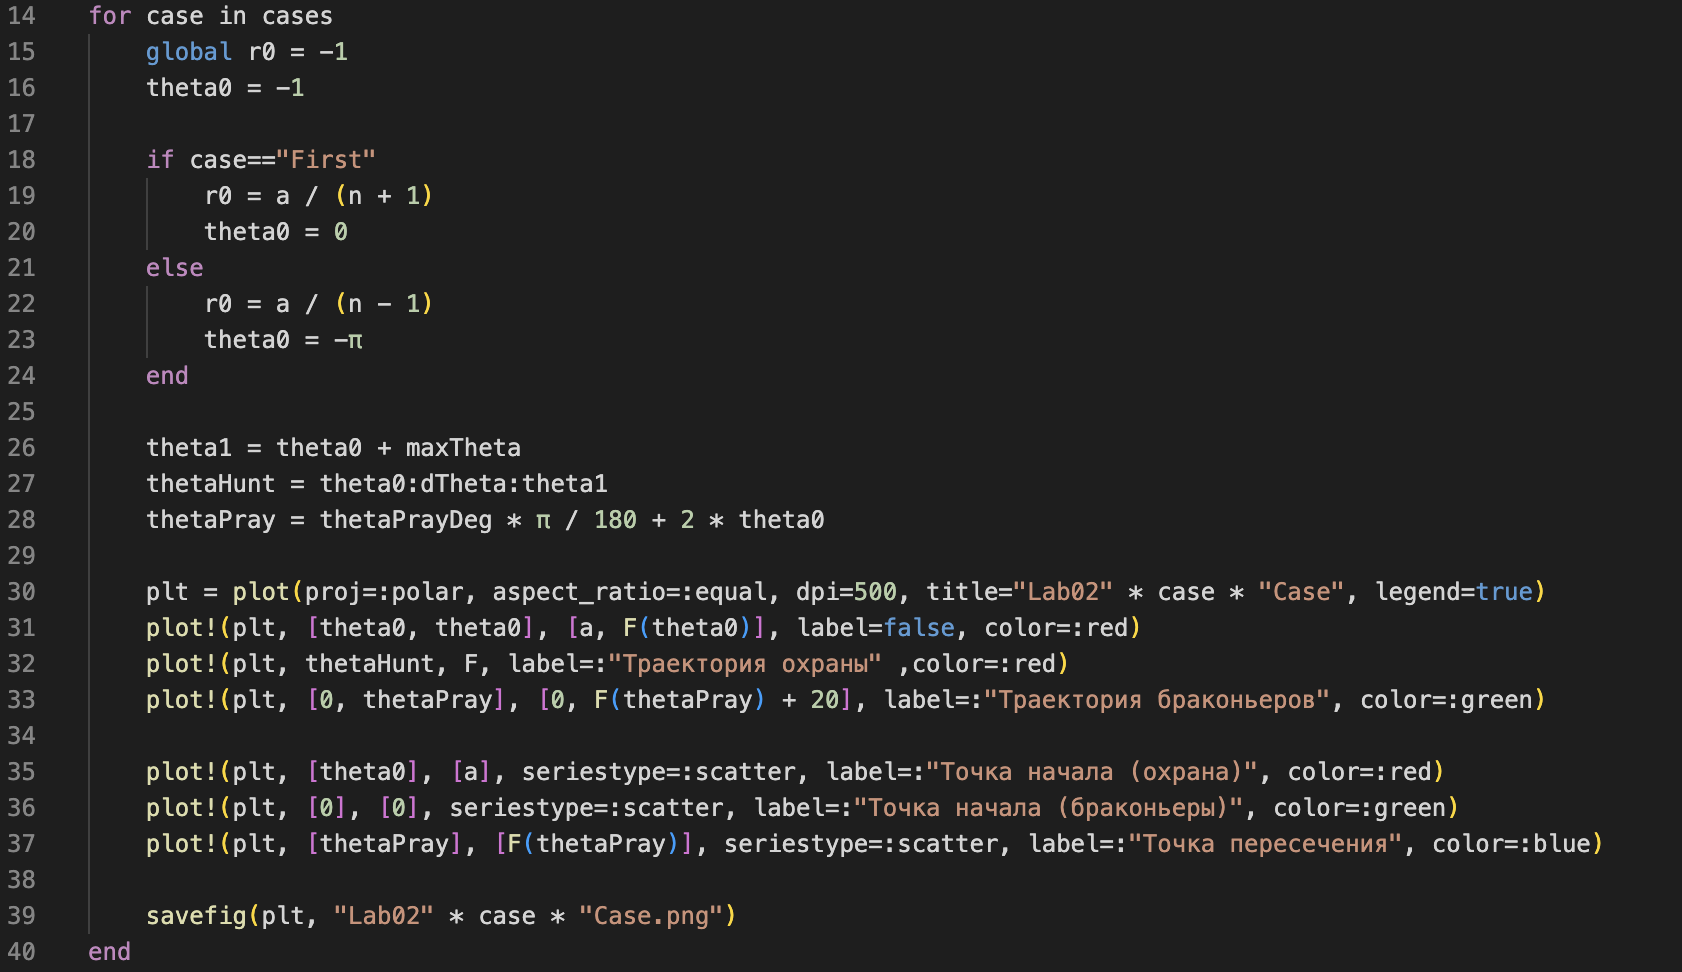 14 for case in cases
15 global r0 = -1
16 theta0 = -1
17
18 if case=="First"
19 r0 = a / (n + 1)
20 theta0 = 0
21 else
22 r0 = a / (n - 1)
23 theta0 = -π
24 end
25
26 theta1 = theta0 + maxTheta
27 thetaHunt = theta0:dTheta:theta1
28 thetaPray = thetaPrayDeg * π / 180 + 2 * theta0
29
30 plt = plot(proj=:polar, aspect_ratio=:equal, dpi=500, title="Lab02" * case * "Case", legend=true)
31 plot!(plt, [theta0, theta0], [a, F(theta0)], label=false, color=:red)
32 plot!(plt, thetaHunt, F, label=:"Траектория охраны" ,color=:red)
33 plot!(plt, [0, thetaPray], [0, F(thetaPray) + 20], label=:"Траектория браконьеров", color=:green)
34
35 plot!(plt, [theta0], [a], seriestype=:scatter, label=:"Точка начала (охрана)", color=:red)
36 plot!(plt, [0], [0], seriestype=:scatter, label=:"Точка начала (браконьеры)", color=:green)
37 plot!(plt, [thetaPray], [F(thetaPray)], seriestype=:scatter, label=:"Точка пересечения", color=:blue)
38
39 savefig(plt, "Lab02" * case * "Case.png")
40 end